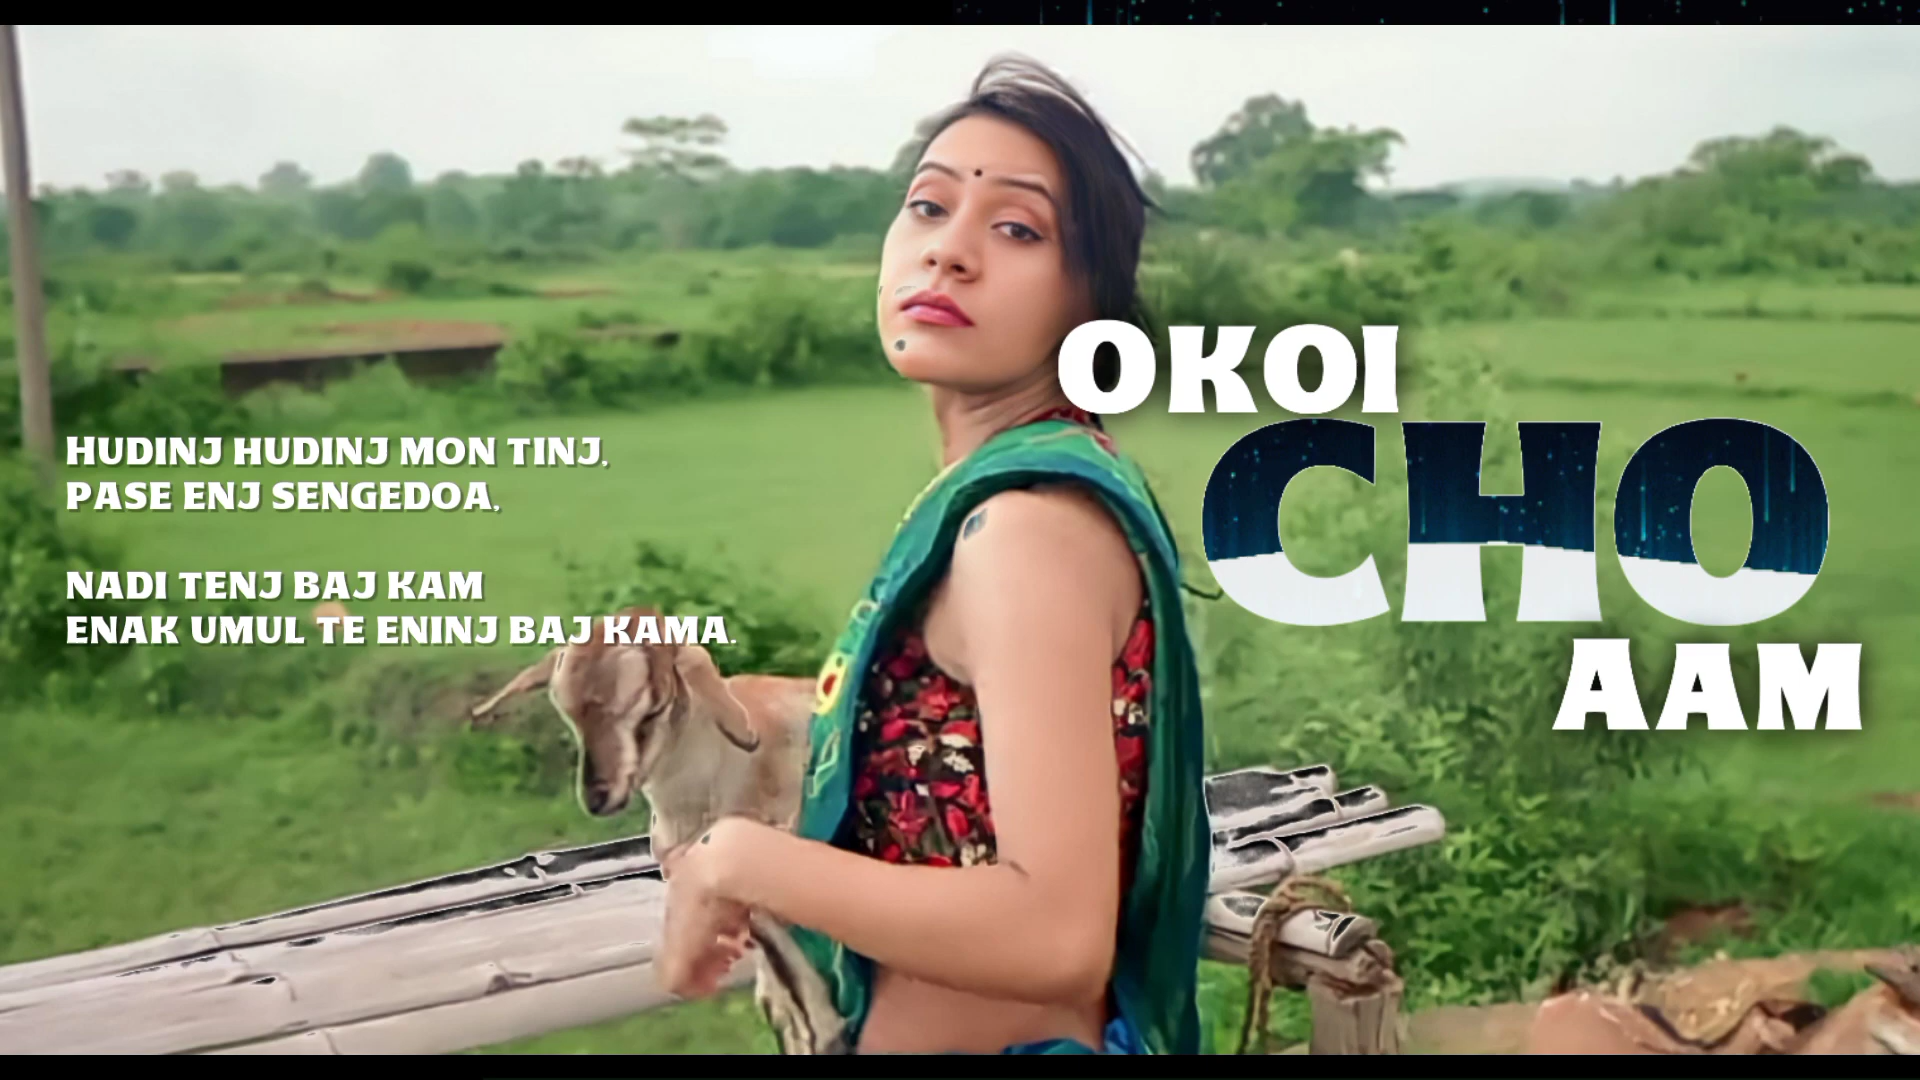 HUDINJ HUDINJ MON TINJ,
PASE ENJ SENGEDOA,
NADI TENJ BAJ KAM
ENAK UMUL TE ENINJ BAJ KAMA.
OKOI
CHO
AAM